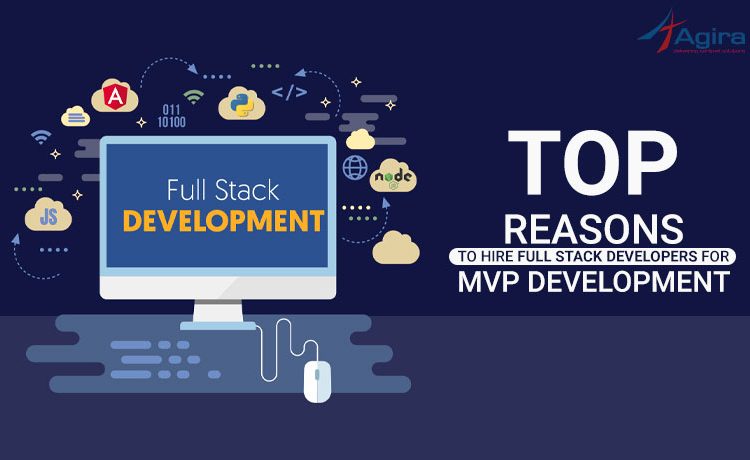 Agira
011
10100
</>
JS
node
Full Stack
DEVELOPMENT
TOP
REASONS
TO HIRE FULL STACK DEVELOPERS FOR
MVP DEVELOPMENT